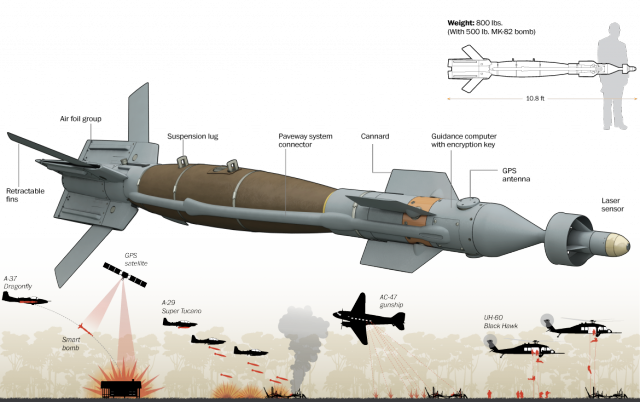 Weight: 800 lbs.
(With 500 lb. MK-82 bomb)
10.8 ft
Air foil group
Suspension lug
Paveway system
connector
Cannard
Guidance computer
with encryption key
GPS
antenna
Retractable
fins
Laser
sensor
GPS
satellite
A-37
Dragonfly
A-29
Super Tucano
AC-47
gunship
UH-60
Black Hawk
Smart
bomb